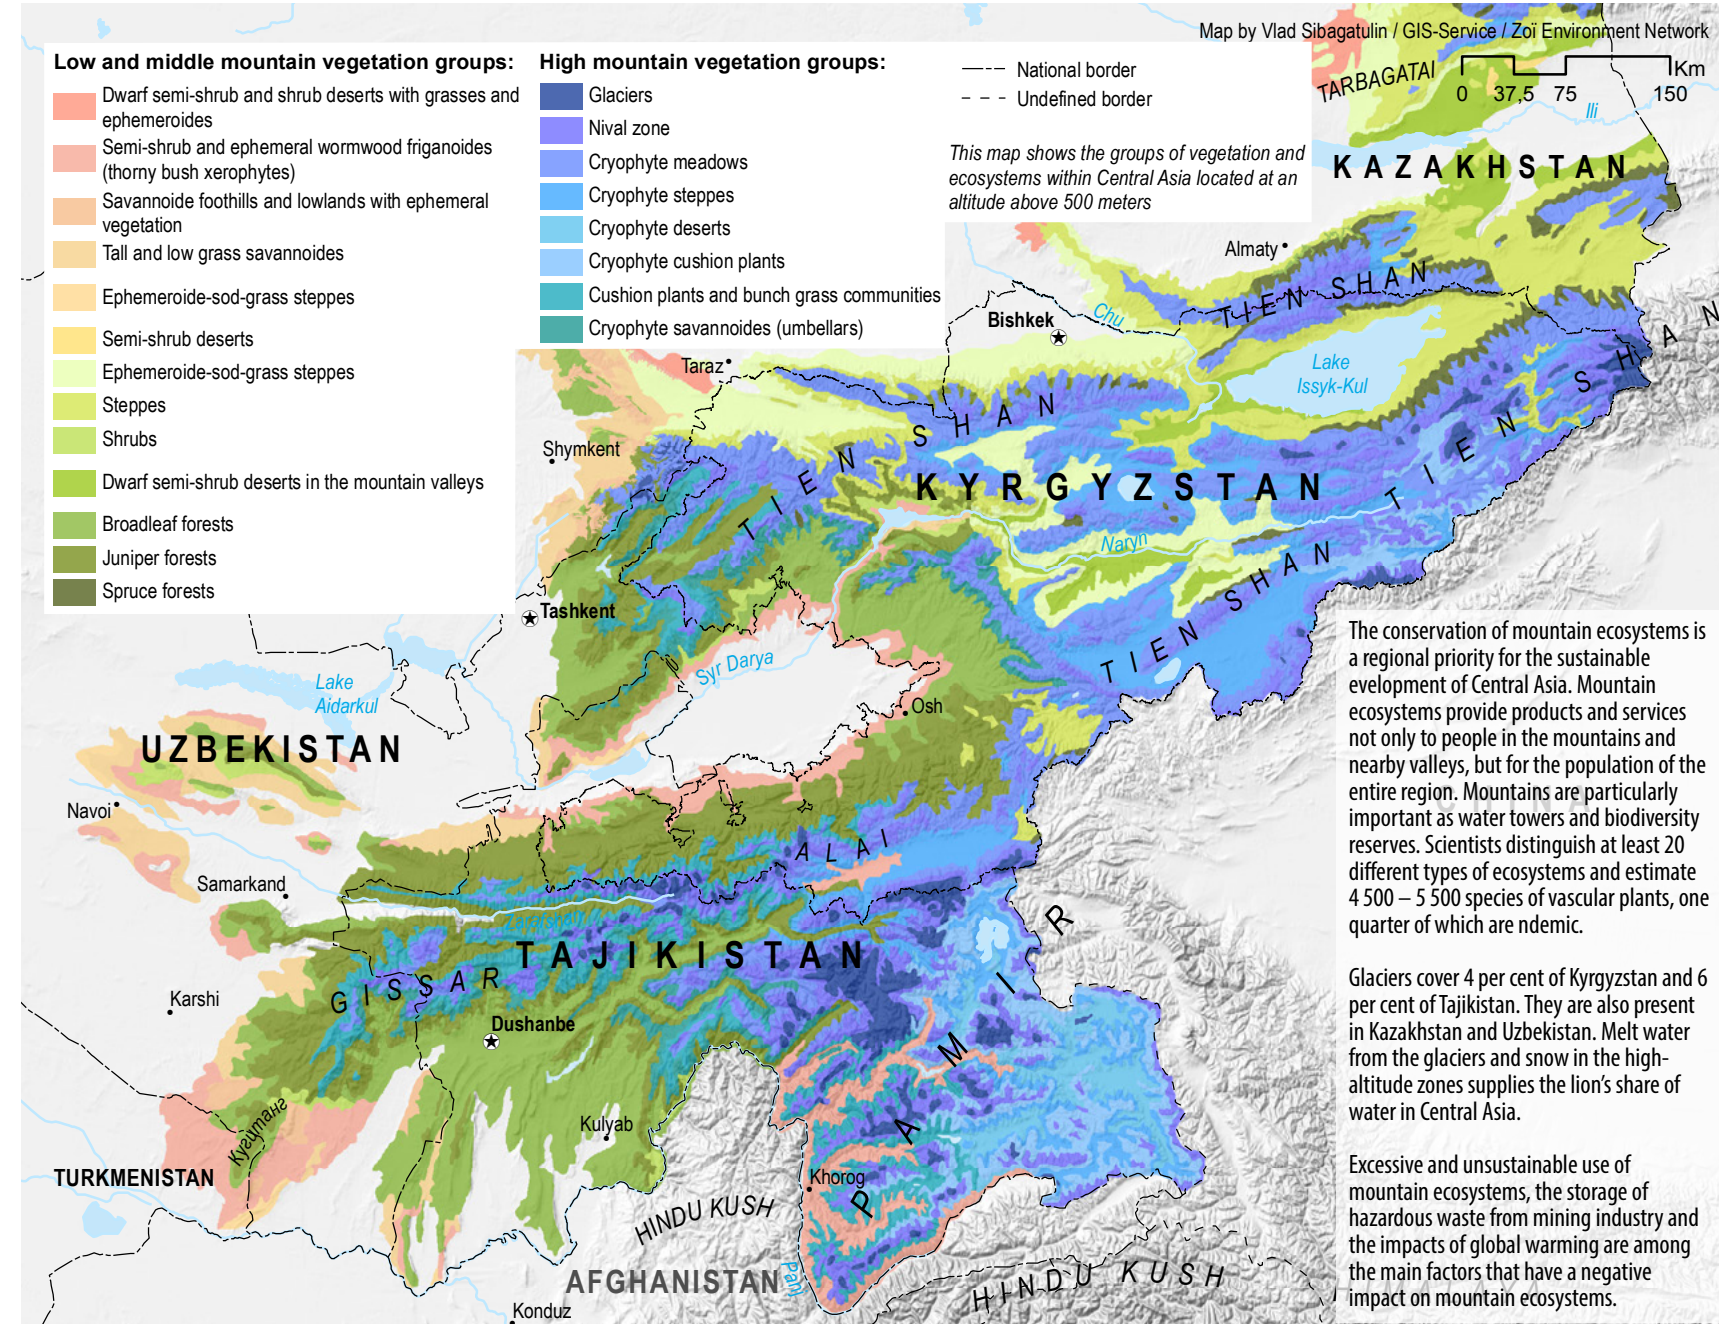 Map by Vlad Sibagatulin / GIS-Service / Zoï Environment Network
Low and middle mountain vegetation groups:
Dwarf semi-shrub and shrub deserts with grasses and
ephemeroides
Semi-shrub and ephemeral wormwood friganoides
(thorny bush xerophytes)
Savannoide foothills and lowlands with ephemeral
vegetation
Tall and low grass savannoides
Ephemeroide-sod-grass steppes
Semi-shrub deserts
Ephemeroide-sod-grass steppes
Steppes
Shrubs
Dwarf semi-shrub deserts in the mountain valleys
Broadleaf forests
Juniper forests
Spruce forests
High mountain vegetation groups:
Glaciers
Nival zone
Cryophyte meadows
Cryophyte steppes
Cryophyte deserts
Cryophyte cushion plants
Cushion plants and bunch grass communities
Cryophyte savannoides (umbellars)
National border
Undefined border
This map shows the groups of vegetation and
ecosystems within Central Asia located at an
altitude above 500 meters
TARBAGATAI
Km
0 37,5 75 150
Ili
KAZAKHSTAN
Almaty
TIEN SHAN
Chu
Bishkek
Lake
Issyk-Kul
Taraz
TIEN SHAN
TIEN SHAN
Shymkent
KYRGYZSTAN
Naryn
TIEN SHAN
Tashkent
Syr Darya
Lake
Aidarkul
Osh
UZBEKISTAN
Navoi
CHINA
ALAI
Samarkand
Zarafshan
TAJIKISTAN
GISSAR
Karshi
Dushanbe
PAMIR
Kulyab
Кугитанг
TURKMENISTAN
Khorog
HINDU KUSH
AFGHANISTAN
Panj
HINDU KUSH
Konduz
The conservation of mountain ecosystems is
a regional priority for the sustainable
evelopment of Central Asia. Mountain
ecosystems provide products and services
not only to people in the mountains and
nearby valleys, but for the population of the
entire region. Mountains are particularly
important as water towers and biodiversity
reserves. Scientists distinguish at least 20
different types of ecosystems and estimate
4 500 – 5 500 species of vascular plants, one
quarter of which are ndemic.
Glaciers cover 4 per cent of Kyrgyzstan and 6
per cent of Tajikistan. They are also present
in Kazakhstan and Uzbekistan. Melt water
from the glaciers and snow in the high-
altitude zones supplies the lion's share of
water in Central Asia.
Excessive and unsustainable use of
mountain ecosystems, the storage of
hazardous waste from mining industry and
the impacts of global warming are among
the main factors that have a negative
impact on mountain ecosystems.